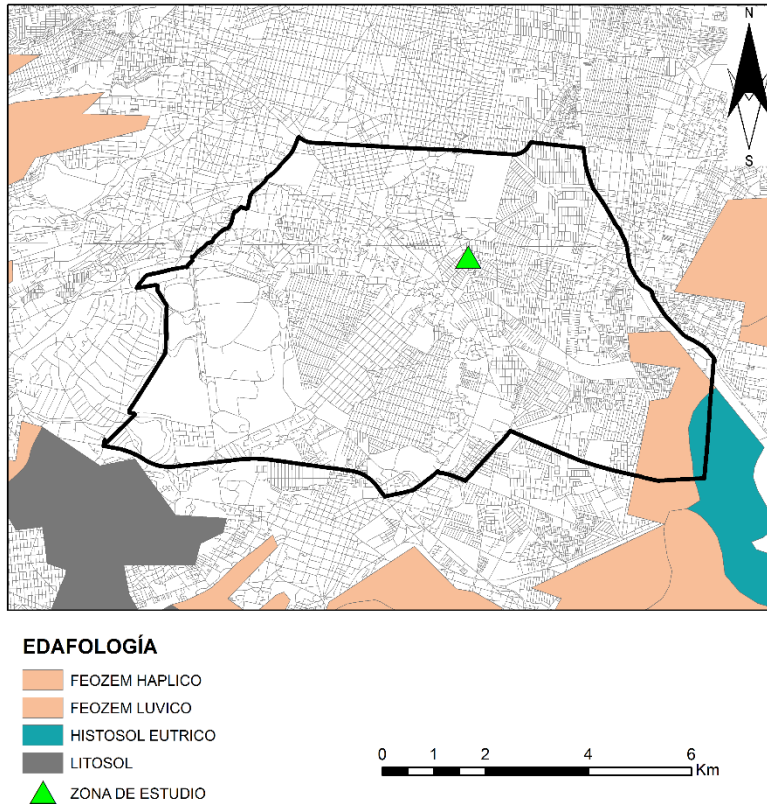 N
S
EDAFOLOGÍA
FEOZEM HAPLICO
FEOZEM LUVICO
HISTOSOL EUTRICO
LITOSOL
ZONA DE ESTUDIO
0 1 2 4 6
Km